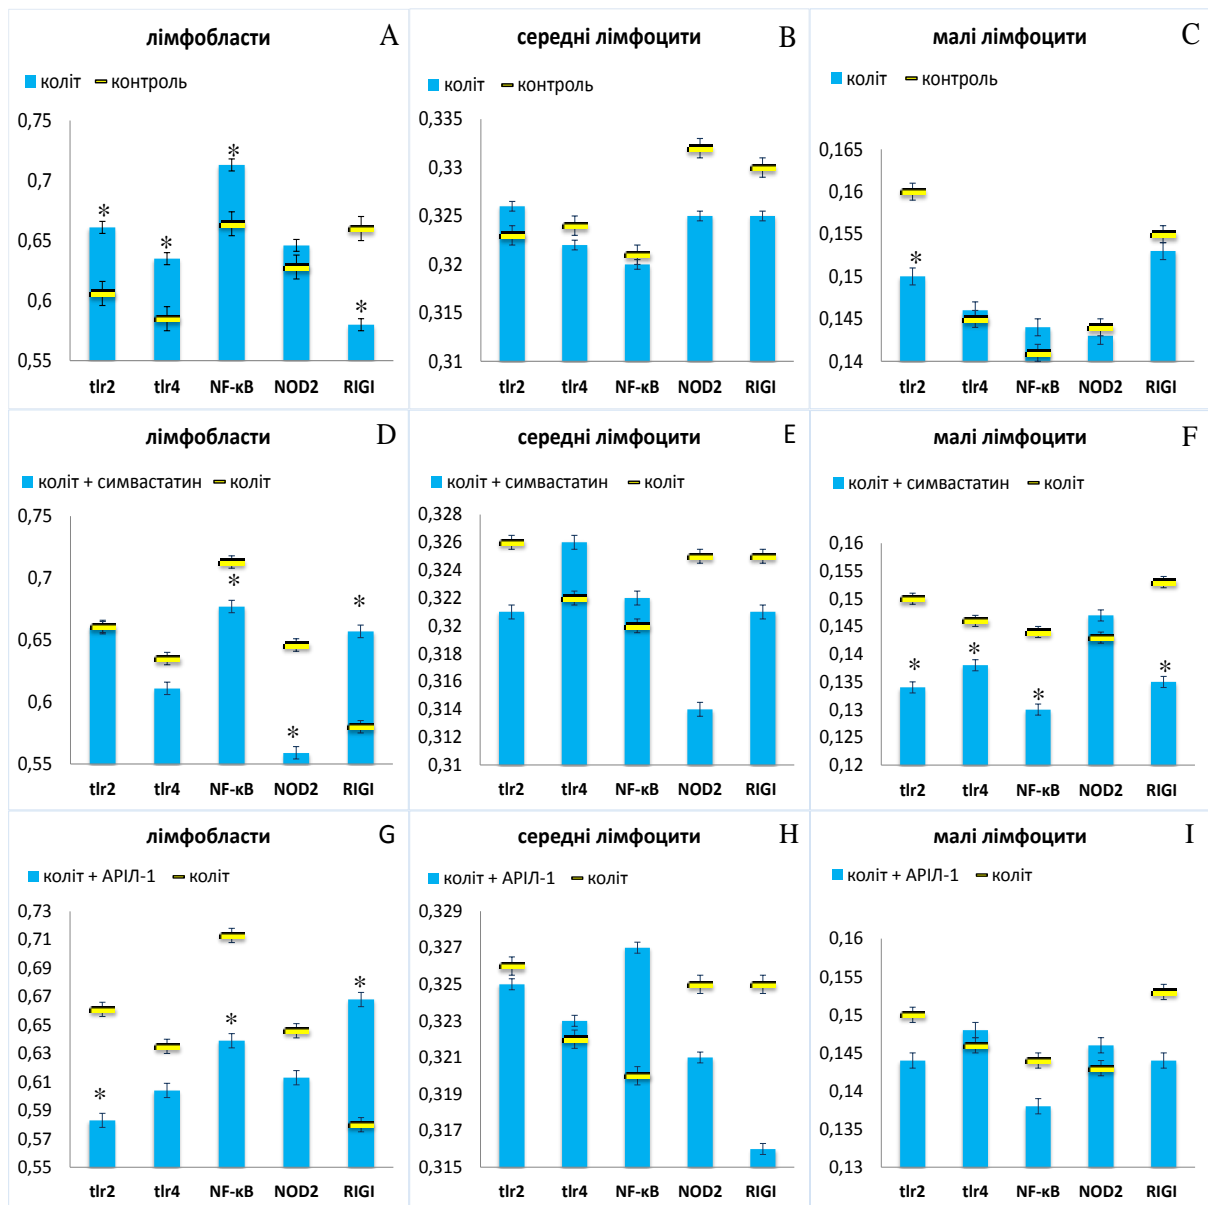 лімфобласти A
коліт контроль
0,75
0,7
0,65
0,6
0,55
* * * *
tlr2 tlr4 NF-κB NOD2 RIGI
середні лімфоцити B
коліт контроль
0,335
0,33
0,325
0,32
0,315
0,31
tlr2 tlr4 NF-κB NOD2 RIGI
малі лімфоцити C
коліт контроль
0,165
0,16
0,155
0,15
0,145
0,14
*
tlr2 tlr4 NF-κB NOD2 RIGI
лімфобласти D
коліт + симвастатин коліт
0,75
0,7
0,65
0,6
0,55
* * *
tlr2 tlr4 NF-κB NOD2 RIGI
середні лімфоцити E
коліт + симвастатин коліт
0,328
0,326
0,324
0,322
0,32
0,318
0,316
0,314
0,312
0,31
tlr2 tlr4 NF-κB NOD2 RIGI
малі лімфоцити F
коліт + симвастатин коліт
0,16
0,155
0,15
0,145
0,14
0,135
0,13
0,125
0,12
* * * *
tlr2 tlr4 NF-κB NOD2 RIGI
лімфобласти G
коліт + АРІЛ-1 коліт
0,73
0,71
0,69
0,67
0,65
0,63
0,61
0,59
0,57
0,55
* * *
tlr2 tlr4 NF-κB NOD2 RIGI
середні лімфоцити H
коліт + АРІЛ-1 коліт
0,329
0,327
0,325
0,323
0,321
0,319
0,317
0,315
tlr2 tlr4 NF-κB NOD2 RIGI
малі лімфоцити I
коліт + АРІЛ-1 коліт
0,16
0,155
0,15
0,145
0,14
0,135
0,13
tlr2 tlr4 NF-κB NOD2 RIGI